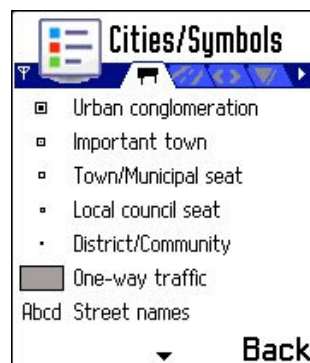 Cities/Symbols
Urban conglomeration
Important town
Town/Municipal seat
Local council seat
District/Community
One-way traffic
Abcd Street names
Back